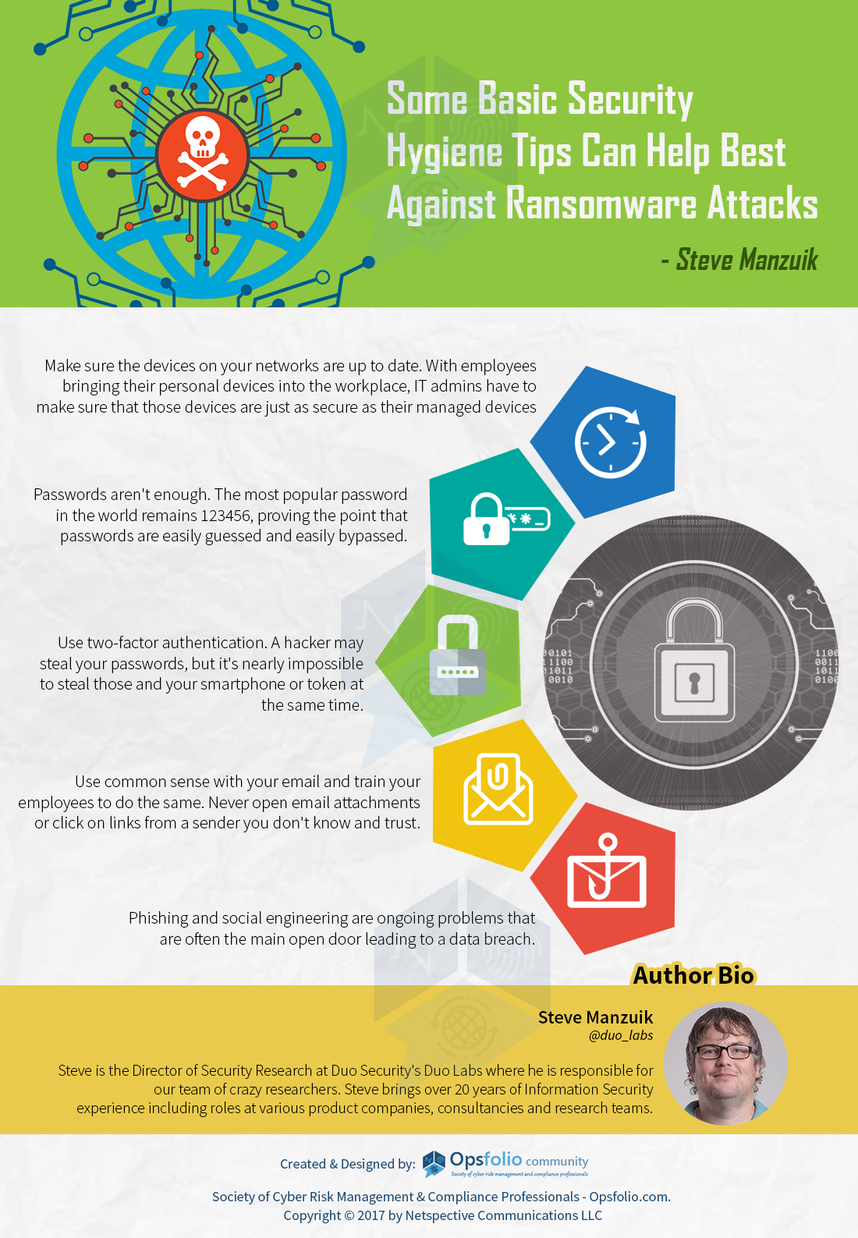 Some Basic Security
Hygiene Tips Can Help Best
Against Ransomware Attacks
- Steve Manzuik
Make sure the devices on your networks are up to date. With employees
bringing their personal devices into the workplace, IT admins have to
make sure that those devices are just as secure as their managed devices
Passwords aren't enough. The most popular password
in the world remains 123456, proving the point that
passwords are easily guessed and easily bypassed.
Use two-factor authentication. A hacker may
steal your passwords, but it's nearly impossible
to steal those and your smartphone or token at
the same time.
Use common sense with your email and train your
employees to do the same. Never open email attachments
or click on links from a sender you don't know and trust.
Phishing and social engineering are ongoing problems that
are often the main open door leading to a data breach.
Author Bio
Steve Manzuik
@duo_labs
Steve is the Director of Security Research at Duo Security's Duo Labs where he is responsible for
our team of crazy researchers. Steve brings over 20 years of Information Security
experience including roles at various product companies, consultancies and research teams.
Created & Designed by: Opsfolio community
Society of cyber risk management and compliance professionals
Society of Cyber Risk Management & Compliance Professionals - Opsfolio.com.
Copyright © 2017 by Netspective Communications LLC